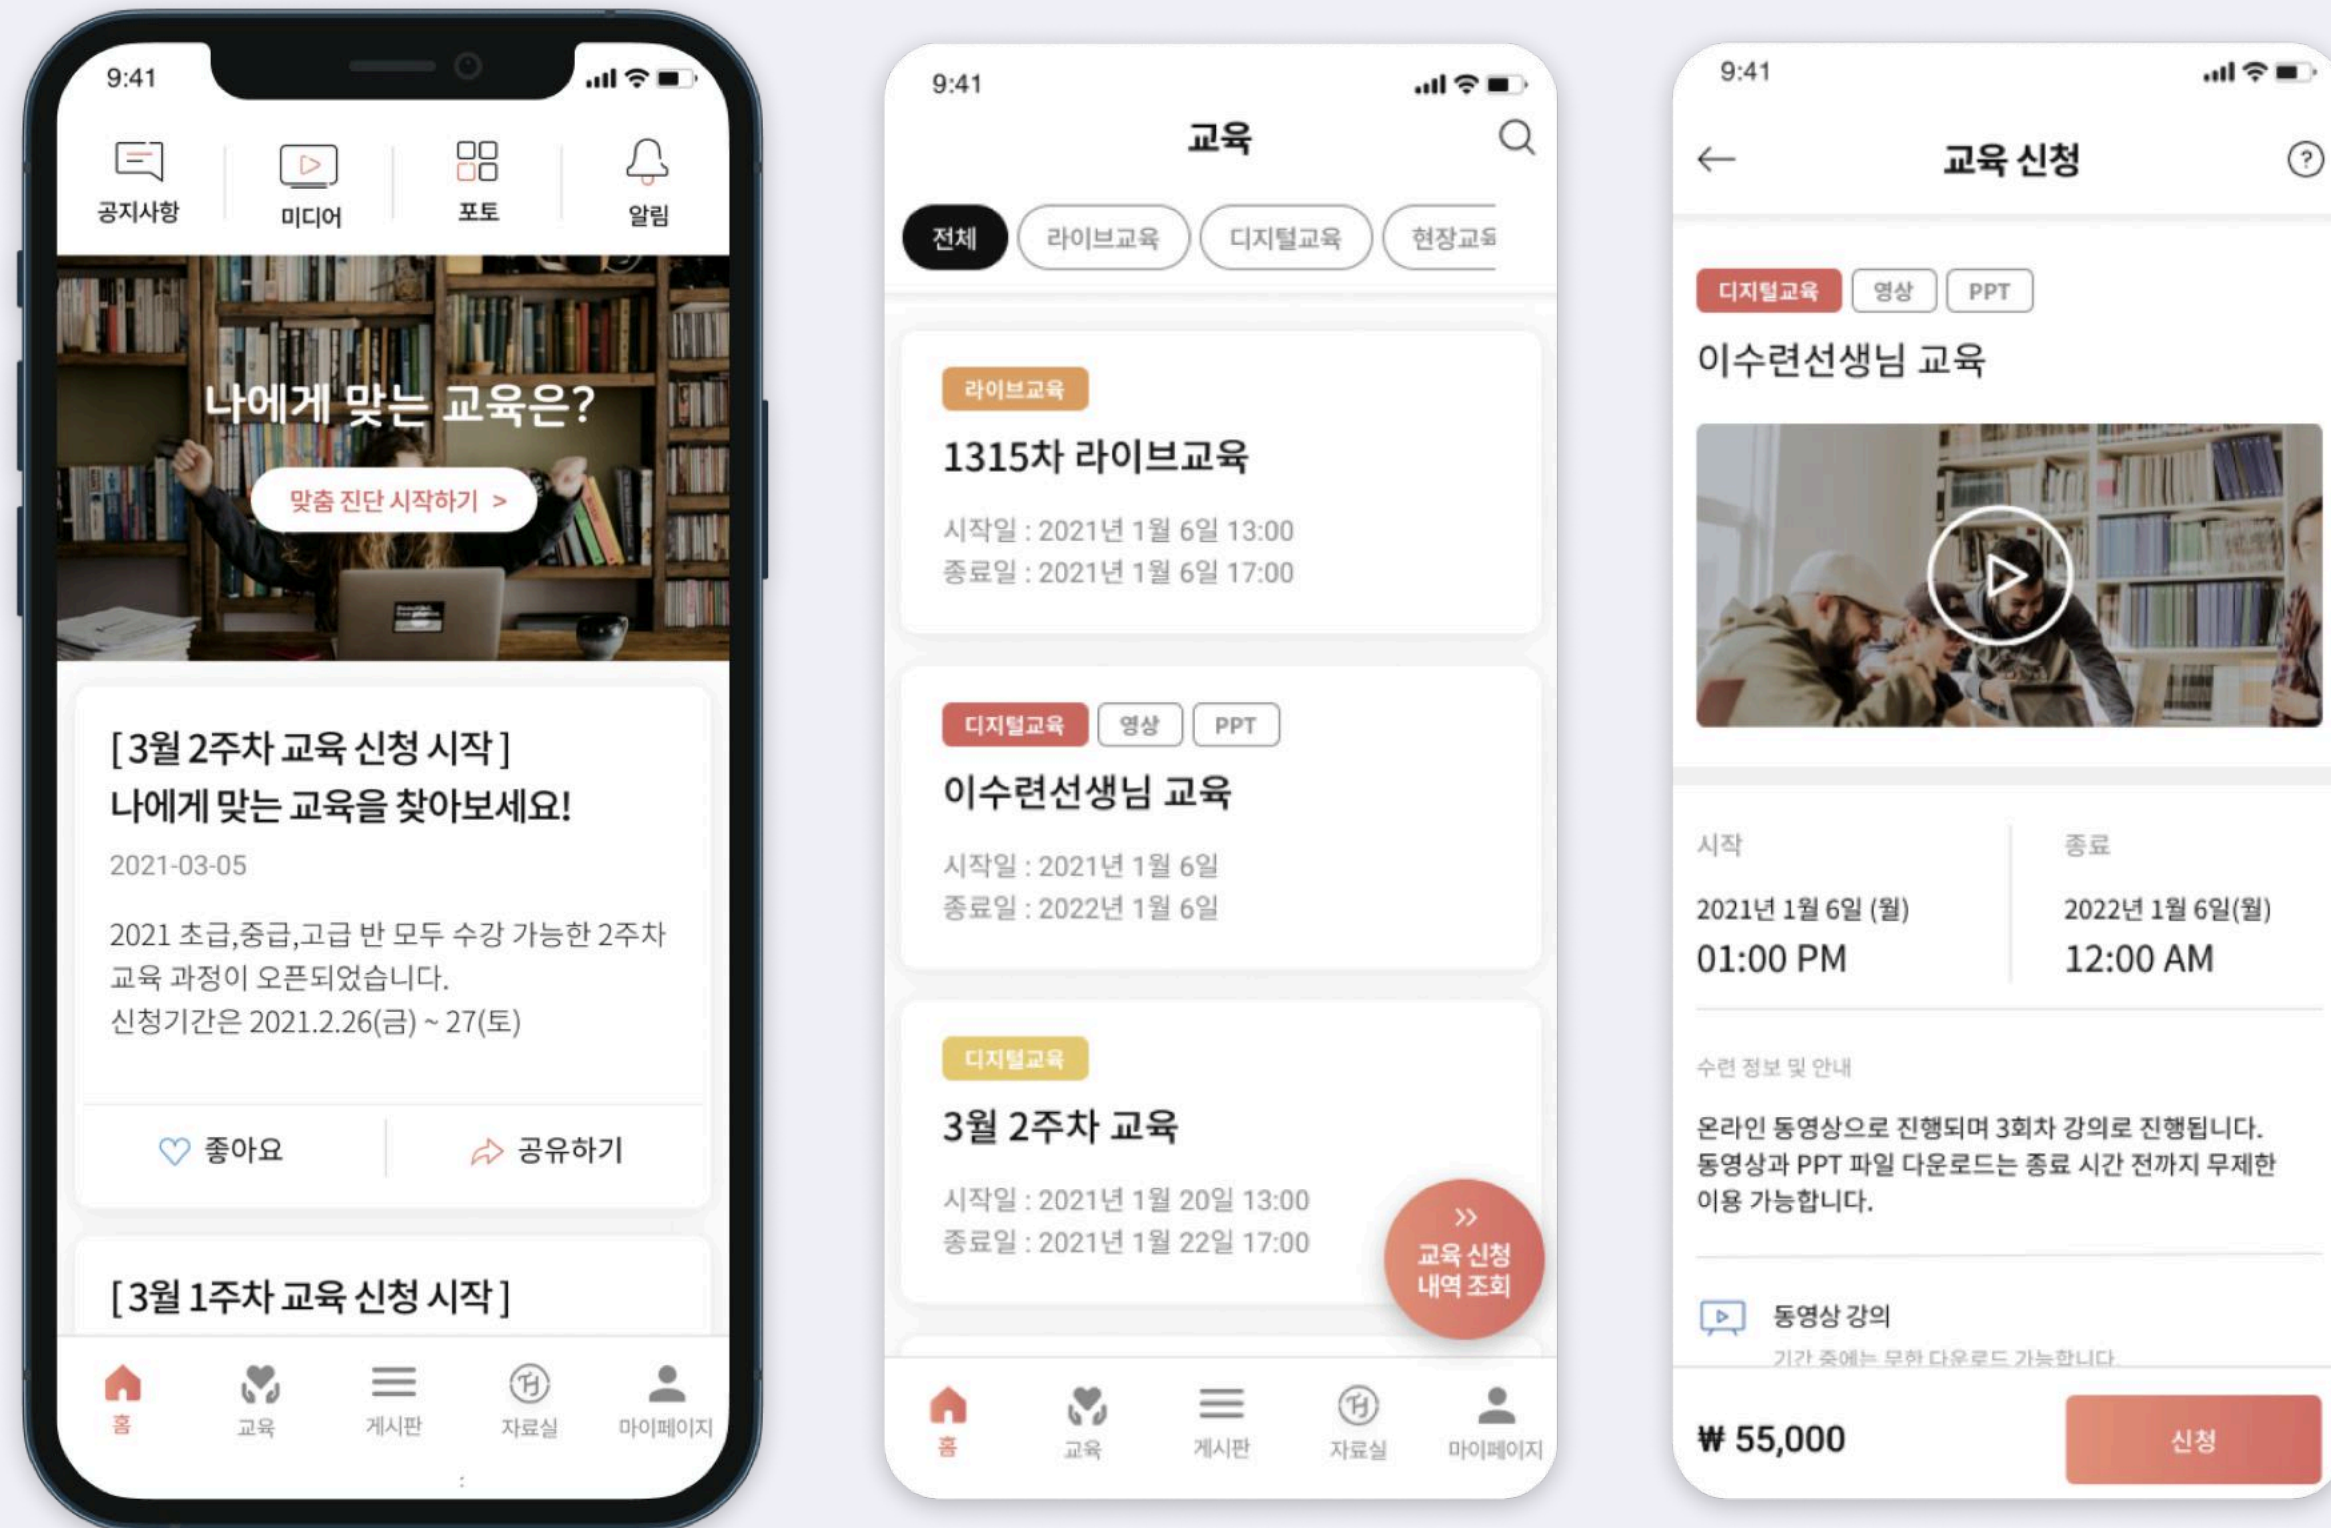 9:41
공지사항
미디어
포토
알림
나에게 맞는 교육은?
맞춤 진단 시작하기 >
[ 3월 2주차 교육 신청 시작 ]
나에게 맞는 교육을 찾아보세요!
2021-03-05
2021 초급,중급,고급 반 모두 수강 가능한 2주차
교육 과정이 오픈되었습니다.
신청기간은 2021.2.26(금) ~ 27(토)
좋아요
공유하기
[ 3월 1주차 교육 신청 시작 ]
홈
교육
게시판
자료실
마이페이지
9:41
교육
전체
라이브교육
디지털교육
현장교육
라이브교육
1315차 라이브교육
시작일 : 2021년 1월 6일 13:00
종료일 : 2021년 1월 6일 17:00
디지털교육
영상
PPT
이수련선생님 교육
시작일 : 2021년 1월 6일
종료일 : 2022년 1월 6일
디지털교육
3월 2주차 교육
시작일 : 2021년 1월 20일 13:00
종료일 : 2021년 1월 22일 17:00
교육 신청
내역 조회
홈
교육
게시판
자료실
마이페이지
9:41
교육 신청
?
디지털교육
영상
PPT
이수련선생님 교육
시작
종료
2021년 1월 6일 (월)
2022년 1월 6일(월)
01:00 PM
12:00 AM
수련 정보 및 안내
온라인 동영상으로 진행되며 3회차 강의로 진행됩니다.
동영상과 PPT 파일 다운로드는 종료 시간 전까지 무제한
이용 가능합니다.
동영상 강의
기간 중에는 무한 다운로드 가능합니다.
₩ 55,000
신청